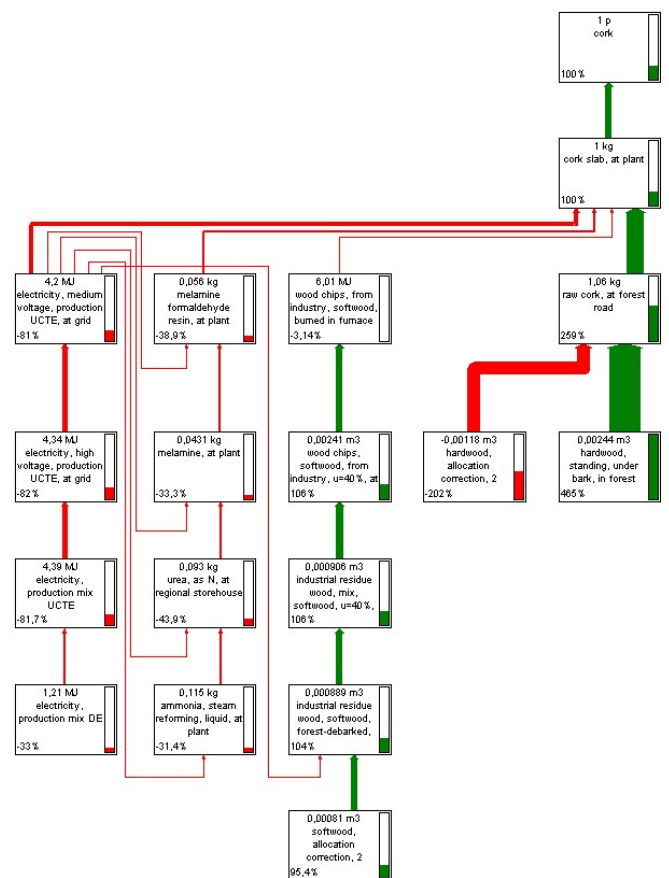 1 p
cork
100 %
1 kg
cork slab, at plant
100 %
4,2 MJ
electricity, medium
voltage, production
UCTE, at grid
-81 %
0,056 kg
melamine
formaldehyde
resin, at plant
-38,9 %
6,01 MJ
wood chips, from
industry, softwood,
burned in furnace
-3,14 %
1,06 kg
raw cork, at forest
road
259 %
4,34 MJ
electricity, high
voltage, production
UCTE, at grid
-82 %
0,0431 kg
melamine, at plant
-33,3 %
0,00241 m3
wood chips,
softwood, from
industry, u=40%, at
106 %
-0,00118 m3
hardwood,
allocation
correction, 2
-202 %
0,00244 m3
hardwood,
standing, under
bark, in forest
465 %
4,39 MJ
electricity,
production mix
UCTE
-81,7 %
0,093 kg
urea, as N, at
regional storehouse
-43,9 %
0,000906 m3
industrial residue
wood, mix,
softwood, u=40%,
106 %
1,21 MJ
electricity,
production mix DE
-33 %
0,115 kg
ammonia, steam
reforming, liquid, at
plant
-31,4 %
0,000889 m3
industrial residue
wood, softwood,
forest-debarked,
104 %
0,00081 m3
softwood,
allocation
correction, 2
95,4 %